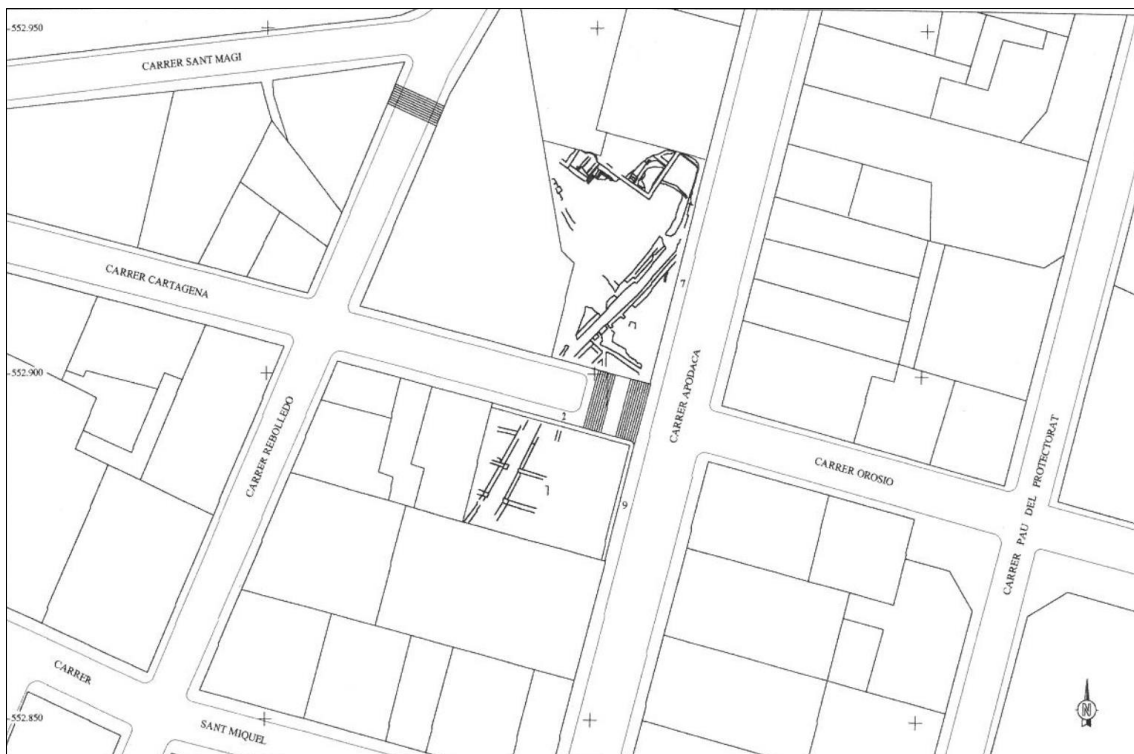 552.950
CARRER SANT MAGI
CARRER CARTAGENA
7
552.900
CARRER APODACA
CARRER REBOLLEDO
1
CARRER OROSIO
9
CARRER PAU DEL PROTECTORAT
CARRER
SANT MIQUEL
552.850
N